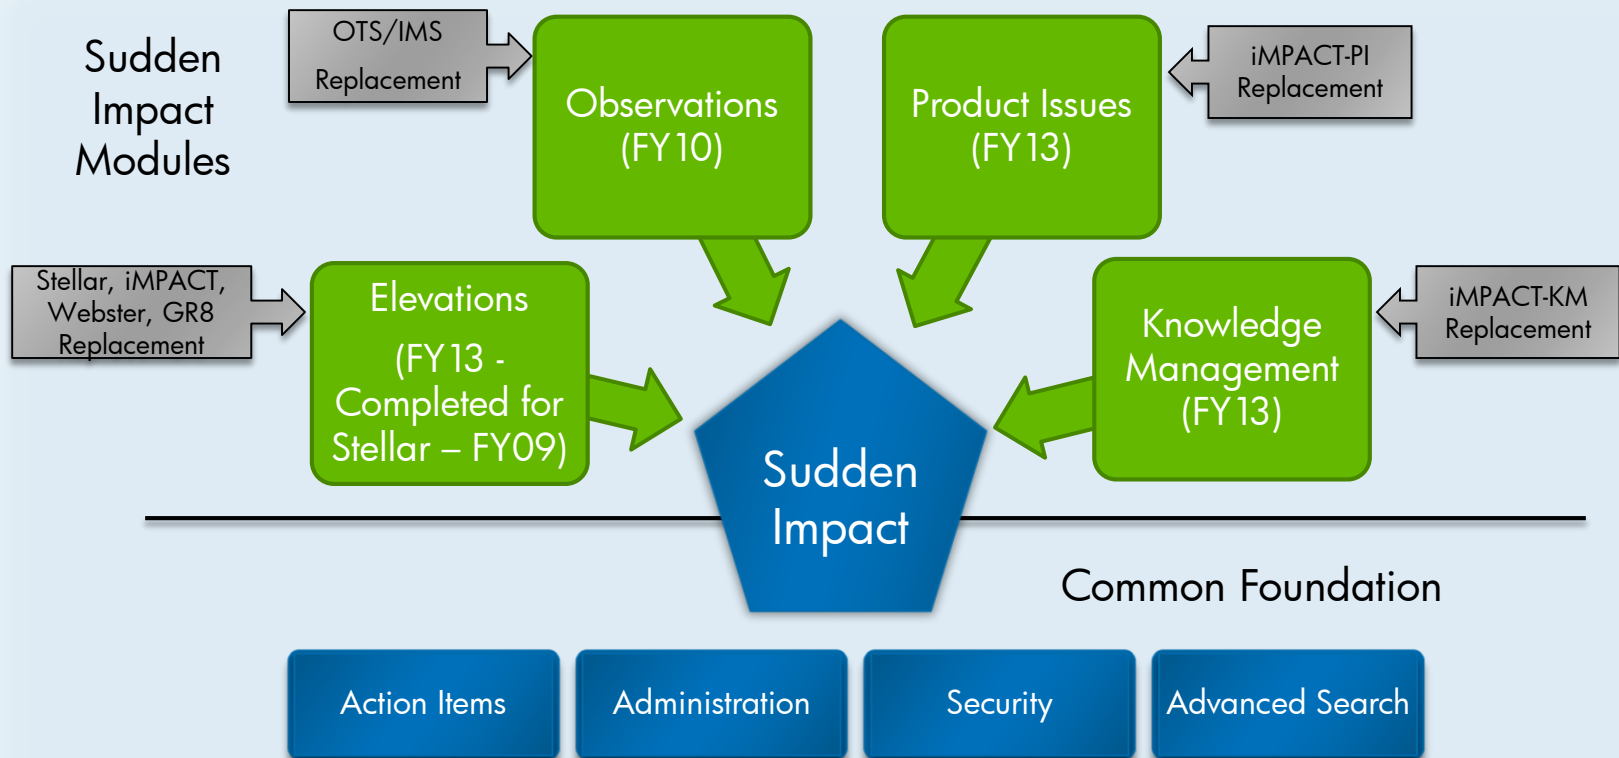 Sudden
Impact
Modules
OTS/IMS
Replacement
Observations
(FY10)
Product Issues
(FY13)
iMPACT-PI
Replacement
Stellar, iMPACT,
Webster, GR8
Replacement
Elevations
(FY13 -
Completed for
Stellar – FY09)
Knowledge
Management
(FY13)
iMPACT-KM
Replacement
Sudden
Impact
Common Foundation
Action Items
Administration
Security
Advanced Search